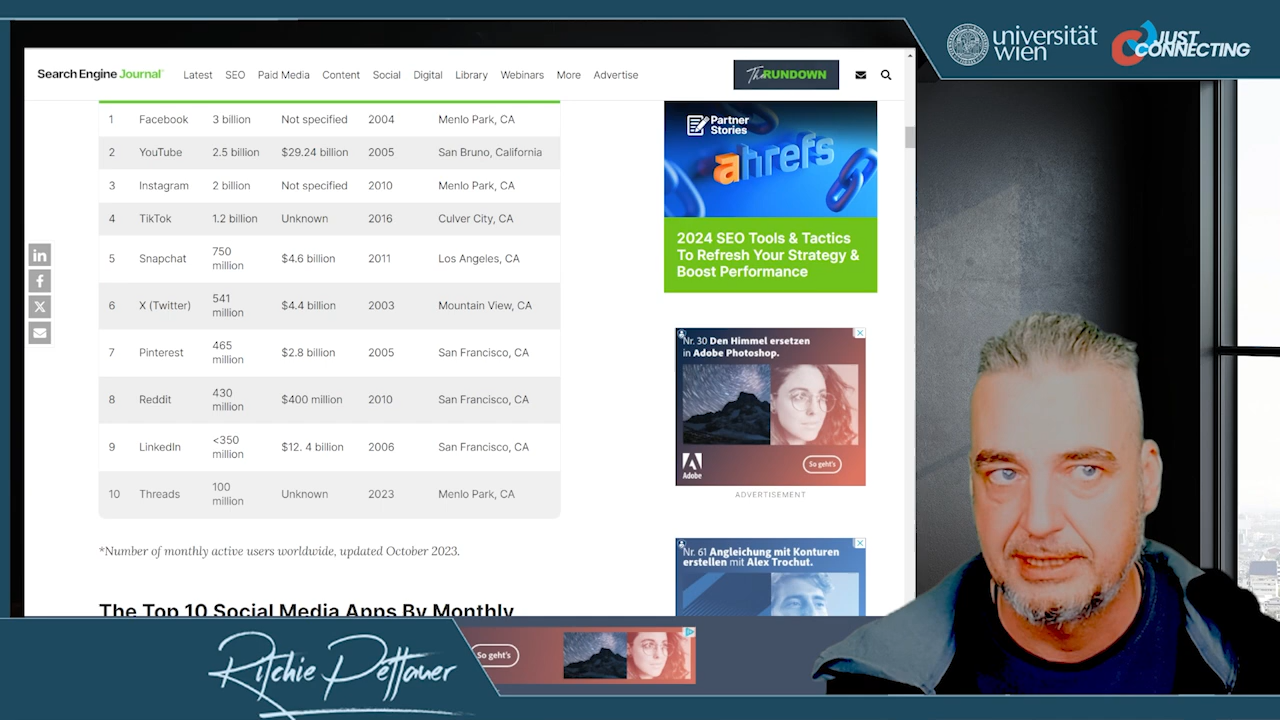 universität
wien
JUST
CONNECTING
Search Engine Journal
Latest SEO Paid Media Content Social Digital Library Webinars More Advertise
The RUNDOWN
1 Facebook 3 billion Not specified 2004 Menlo Park, CA
2 YouTube 2.5 billion $29.24 billion 2005 San Bruno, California
3 Instagram 2 billion Not specified 2010 Menlo Park, CA
4 TikTok 1.2 billion Unknown 2016 Culver City, CA
5 Snapchat 750 million $4.6 billion 2011 Los Angeles, CA
6 X (Twitter) 541 million $4.4 billion 2003 Mountain View, CA
7 Pinterest 465 million $2.8 billion 2005 San Francisco, CA
8 Reddit 430 million $400 million 2010 San Francisco, CA
9 LinkedIn <350 million $12. 4 billion 2006 San Francisco, CA
10 Threads 100 million Unknown 2023 Menlo Park, CA
*Number of monthly active users worldwide, updated October 2023.
The Top 10 Social Media Apps By Monthly
Partner
Stories
ahrefs
2024 SEO Tools & Tactics
To Refresh Your Strategy &
Boost Performance
Nr. 30 Den Himmel ersetzen
in Adobe Photoshop.
Adobe
So geht's
ADVERTISEMENT
Nr. 61 Angleichung mit Konturen
erstellen mit Alex Trochut.
So geht's
Ritchie Pettauer